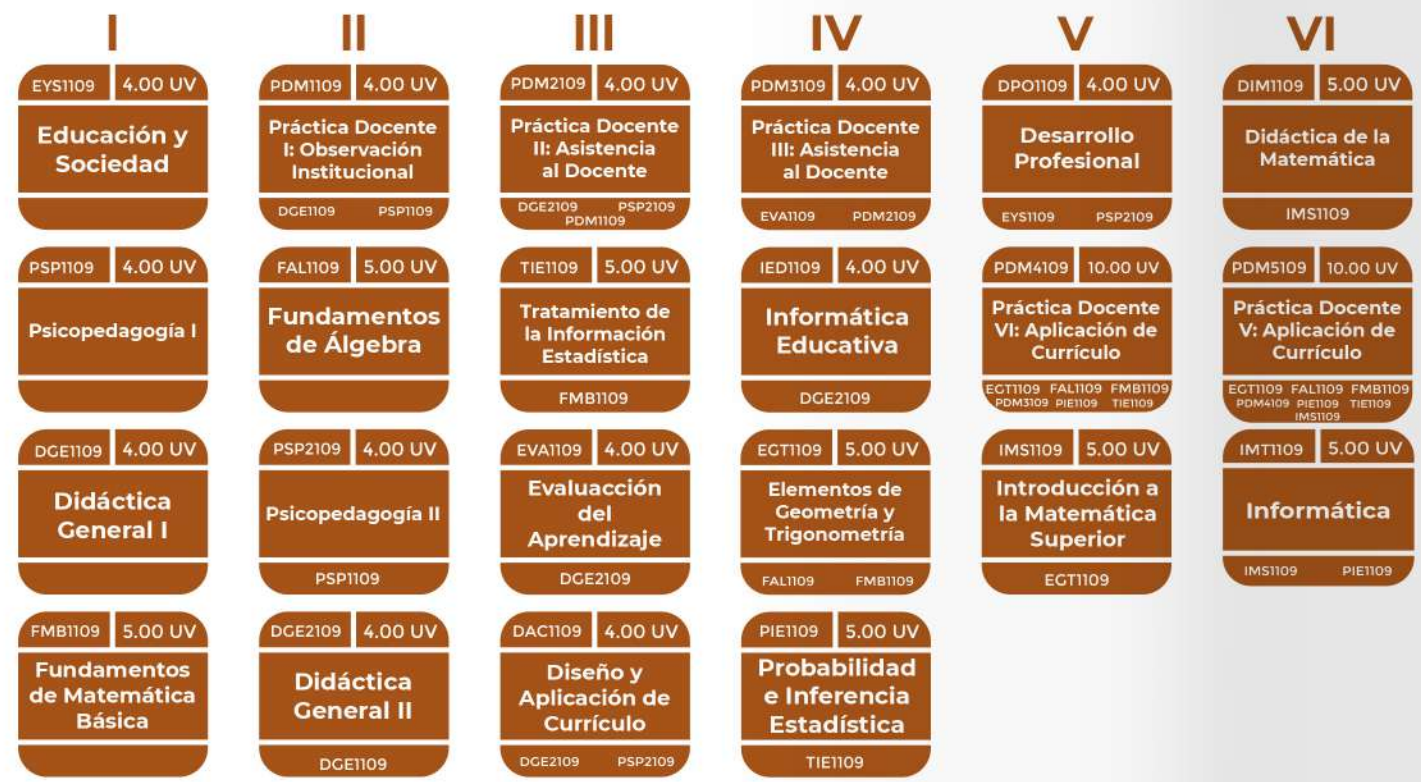 I
II
III
IV
V
VI
EYS1109 4.00 UV
Educación y
Sociedad
PDM1109 4.00 UV
Práctica Docente
I: Observación
Institucional
DGE1109 PSP1109
PDM2109 4.00 UV
Práctica Docente
II: Asistencia
al Docente
DGE2109 PSP2109
PDM1109
PDM3109 4.00 UV
Práctica Docente
III: Asistencia
al Docente
EVA1109 PDM2109
DPO1109 4.00 UV
Desarrollo
Profesional
EYS1109 PSP2109
DIM1109 5.00 UV
Didáctica de la
Matemática
IMS1109
PSP1109 4.00 UV
Psicopedagogía I
FAL1109 5.00 UV
Fundamentos
de Álgebra
TIE1109 5.00 UV
Tratamiento de
la Información
Estadística
FMB1109
IED1109 4.00 UV
Informática
Educativa
DGE2109
PDM4109 10.00 UV
Práctica Docente
VI: Aplicación de
Currículo
EGT1109 FAL1109 FMB1109
PDM3109 PIE1109 TIE1109
PDM5109 10.00 UV
Práctica Docente
V: Aplicación de
Currículo
EGT1109 FAL1109 FMB1109
PDM4109 PIE1109 TIE1109
IMS1109
DGE1109 4.00 UV
Didáctica
General I
PSP2109 4.00 UV
Psicopedagogía II
PSP1109
EVA1109 4.00 UV
Evaluacción
del
Aprendizaje
DGE2109
EGT1109 5.00 UV
Elementos de
Geometría y
Trigonometría
FAL1109 FMB1109
IMS1109 5.00 UV
Introducción a
la Matemática
Superior
EGT1109
IMT1109 5.00 UV
Informática
IMS1109 PIE1109
FMB1109 5.00 UV
Fundamentos
de Matemática
Básica
DGE2109 4.00 UV
Didáctica
General II
DGE1109
DAC1109 4.00 UV
Diseño y
Aplicación de
Currículo
DGE2109 PSP2109
PIE1109 5.00 UV
Probabilidad
e Inferencia
Estadística
TIE1109